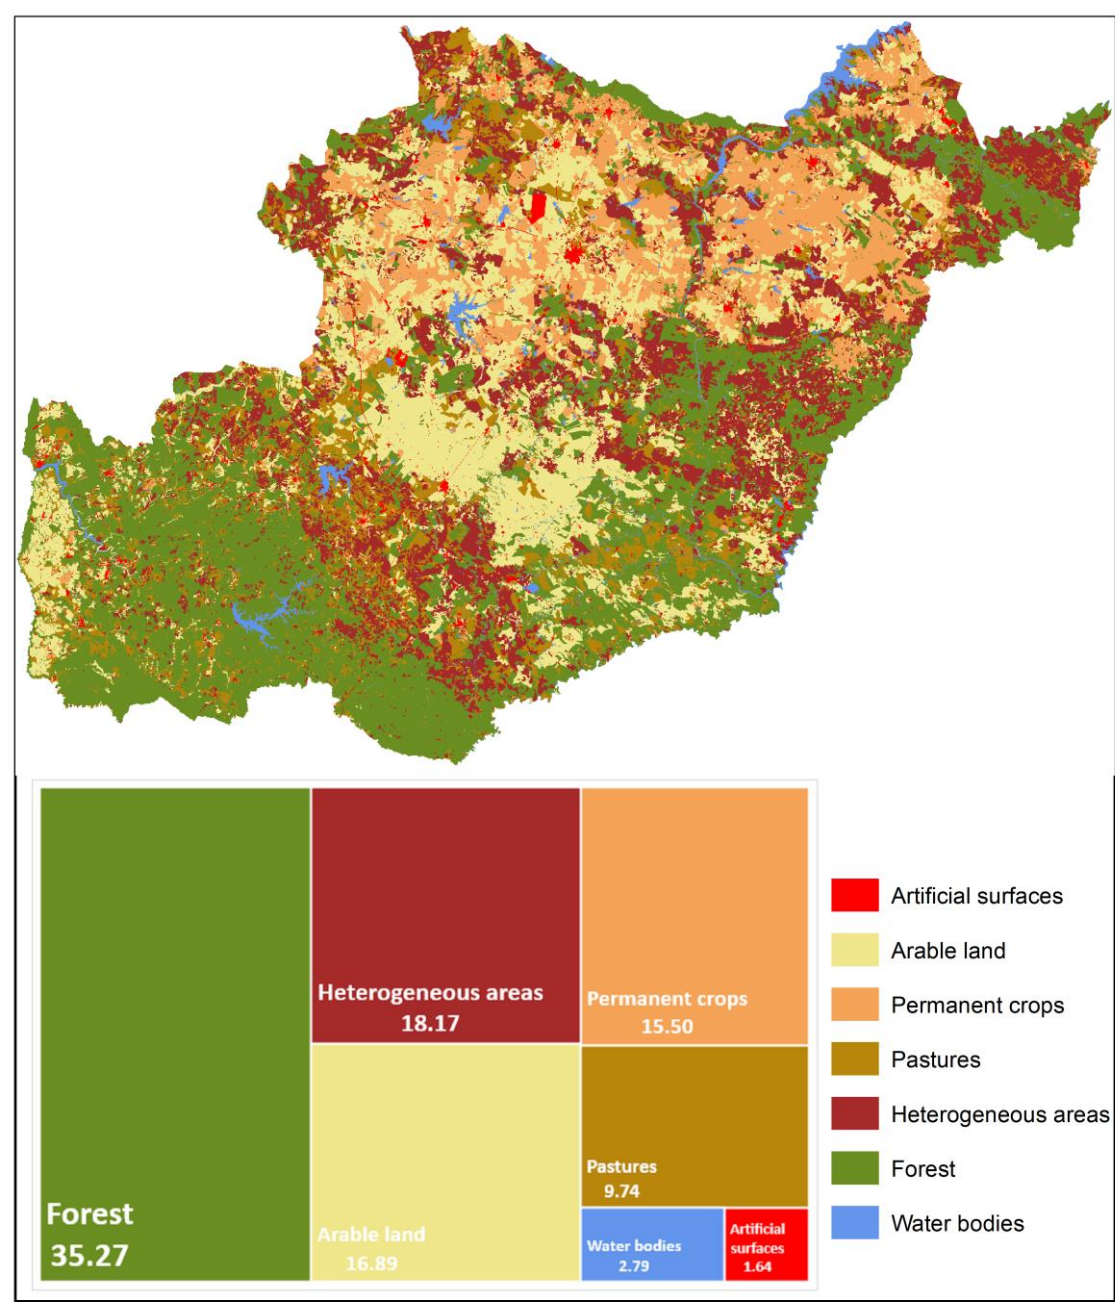 Heterogeneous areas
18.17
Permanent crops
15.50
Forest
35.27
Arable land
16.89
Pastures
9.74
Water bodies
2.79
Artificial
surfaces
1.64
Artificial surfaces
Arable land
Permanent crops
Pastures
Heterogeneous areas
Forest
Water bodies